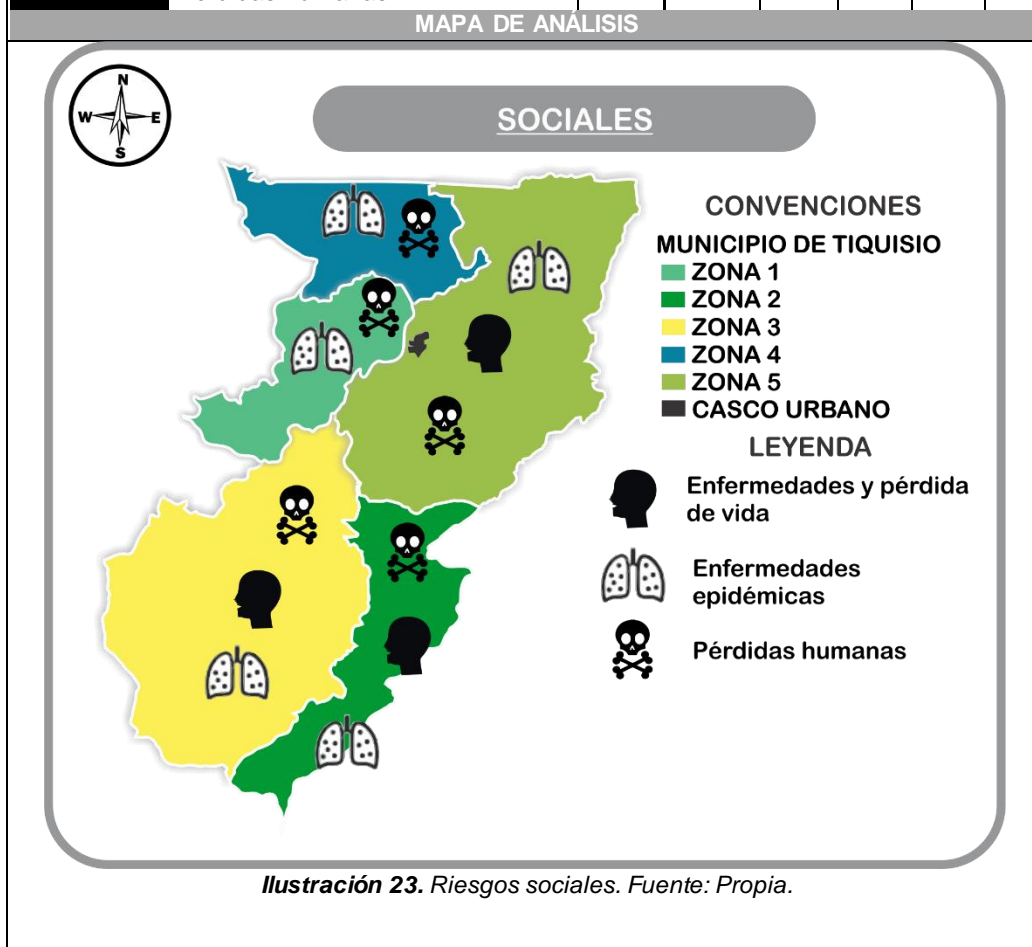 MAPA DE ANÁLISIS
N
W E
S
SOCIALES
CONVENCIONES
MUNICIPIO DE TIQUISIO
ZONA 1
ZONA 2
ZONA 3
ZONA 4
ZONA 5
CASCO URBANO
LEYENDA
Enfermedades y pérdida
de vida
Enfermedades
epidémicas
Pérdidas humanas
Ilustración 23. Riesgos sociales. Fuente: Propia.